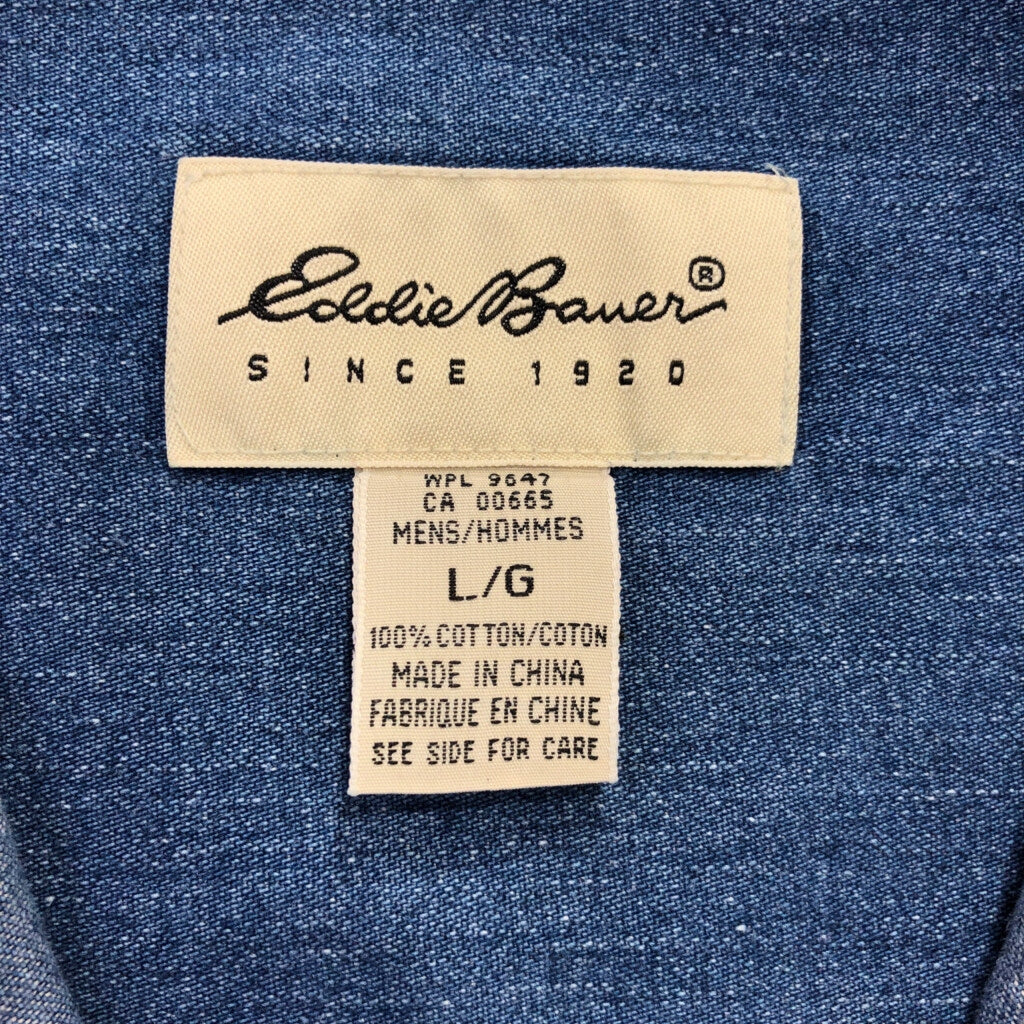 Eddie Bauer®
SINCE 1920
WPL 9647
CA 00665
MENS/HOMMES
L/G
100% COTTON/COTON
MADE IN CHINA
FABRIQUE EN CHINE
SEE SIDE FOR CARE